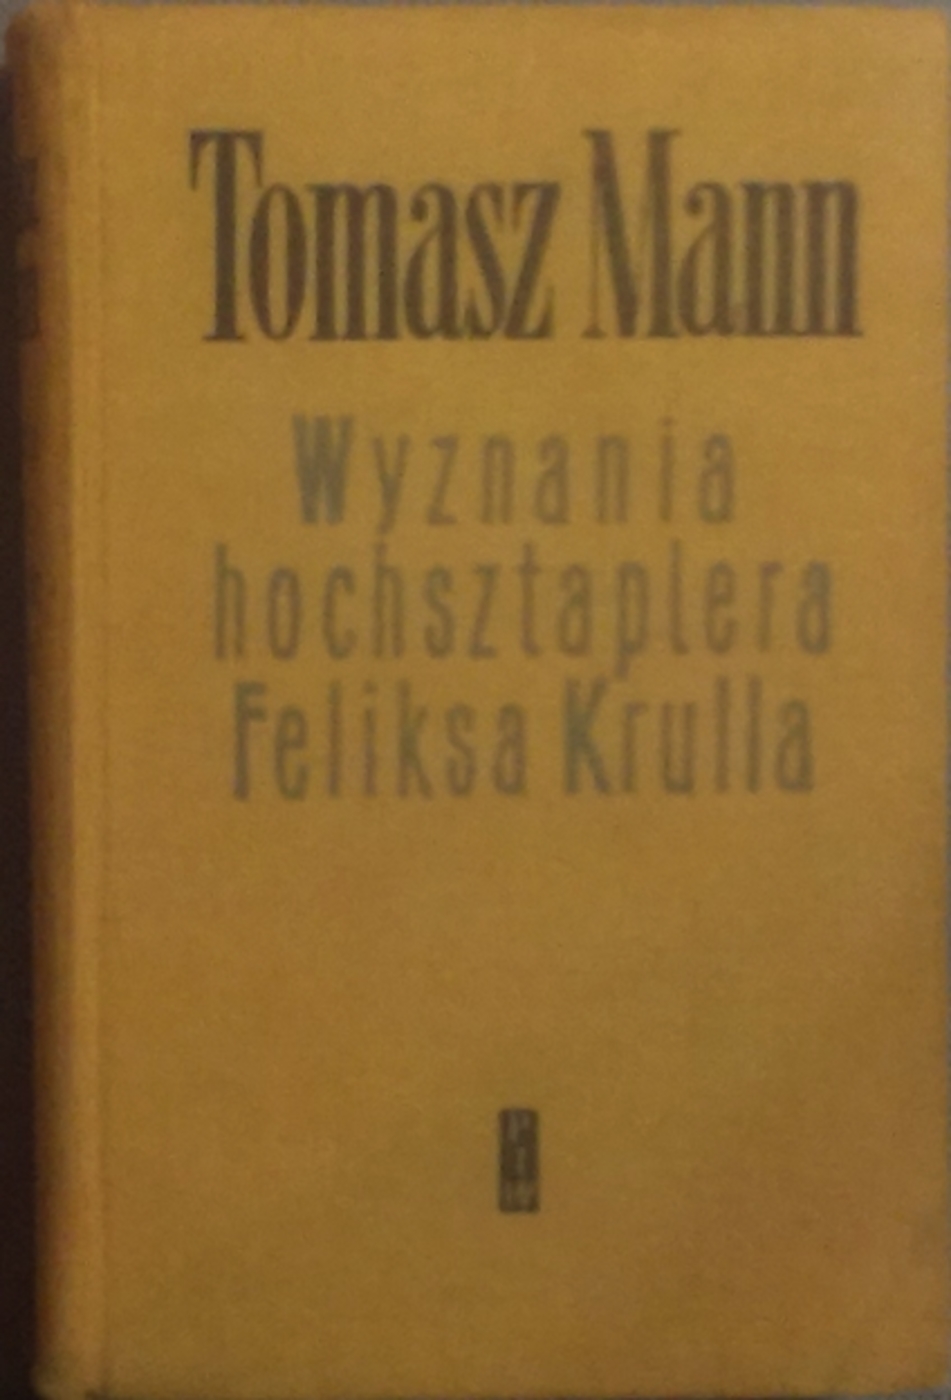 Tomasz Mann
Wyznania
hochsztaplera
Feliksa Krulla
P
I
W